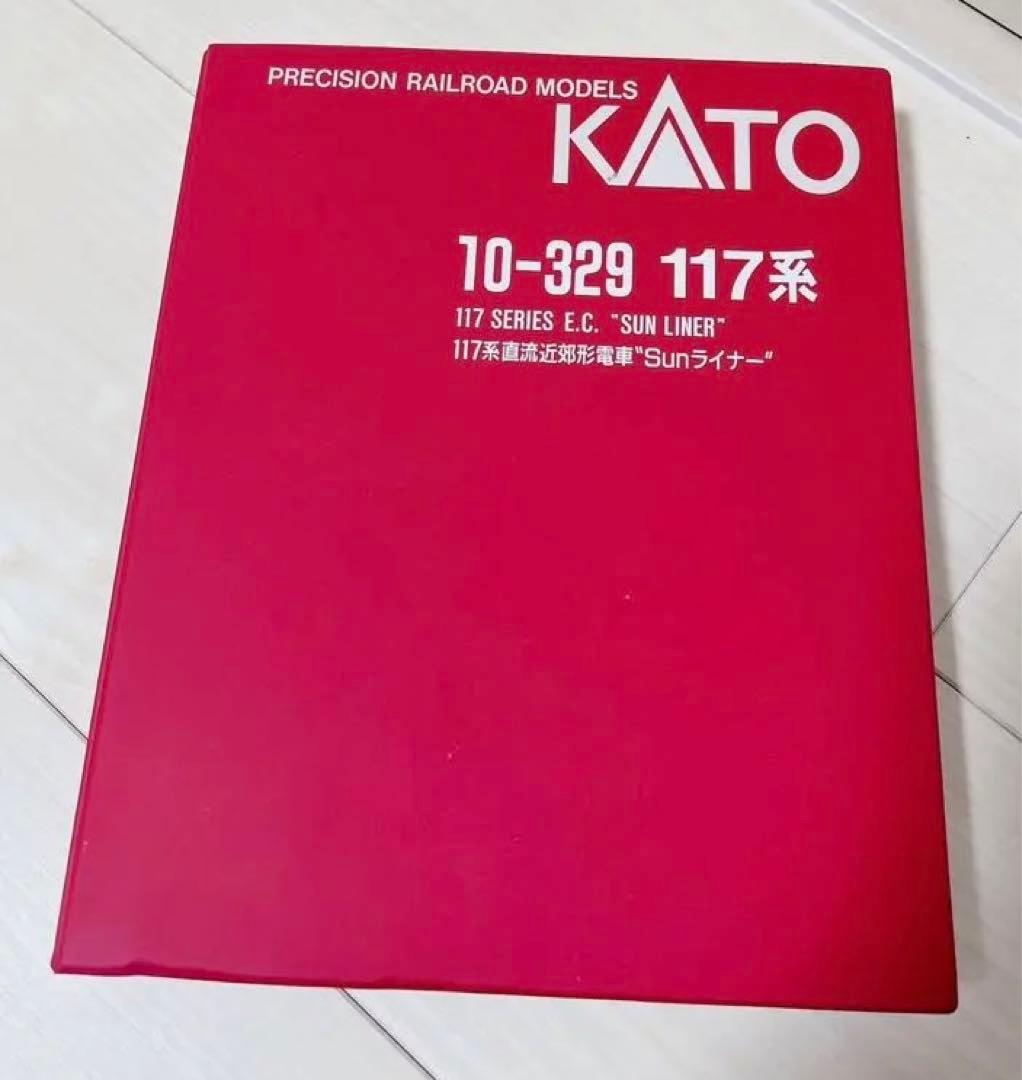 PRECISION RAILROAD MODELS
KATO
10-329 117系
117 SERIES E.C. "SUN LINER"
117系直流近郊形電車"Sunライナー"